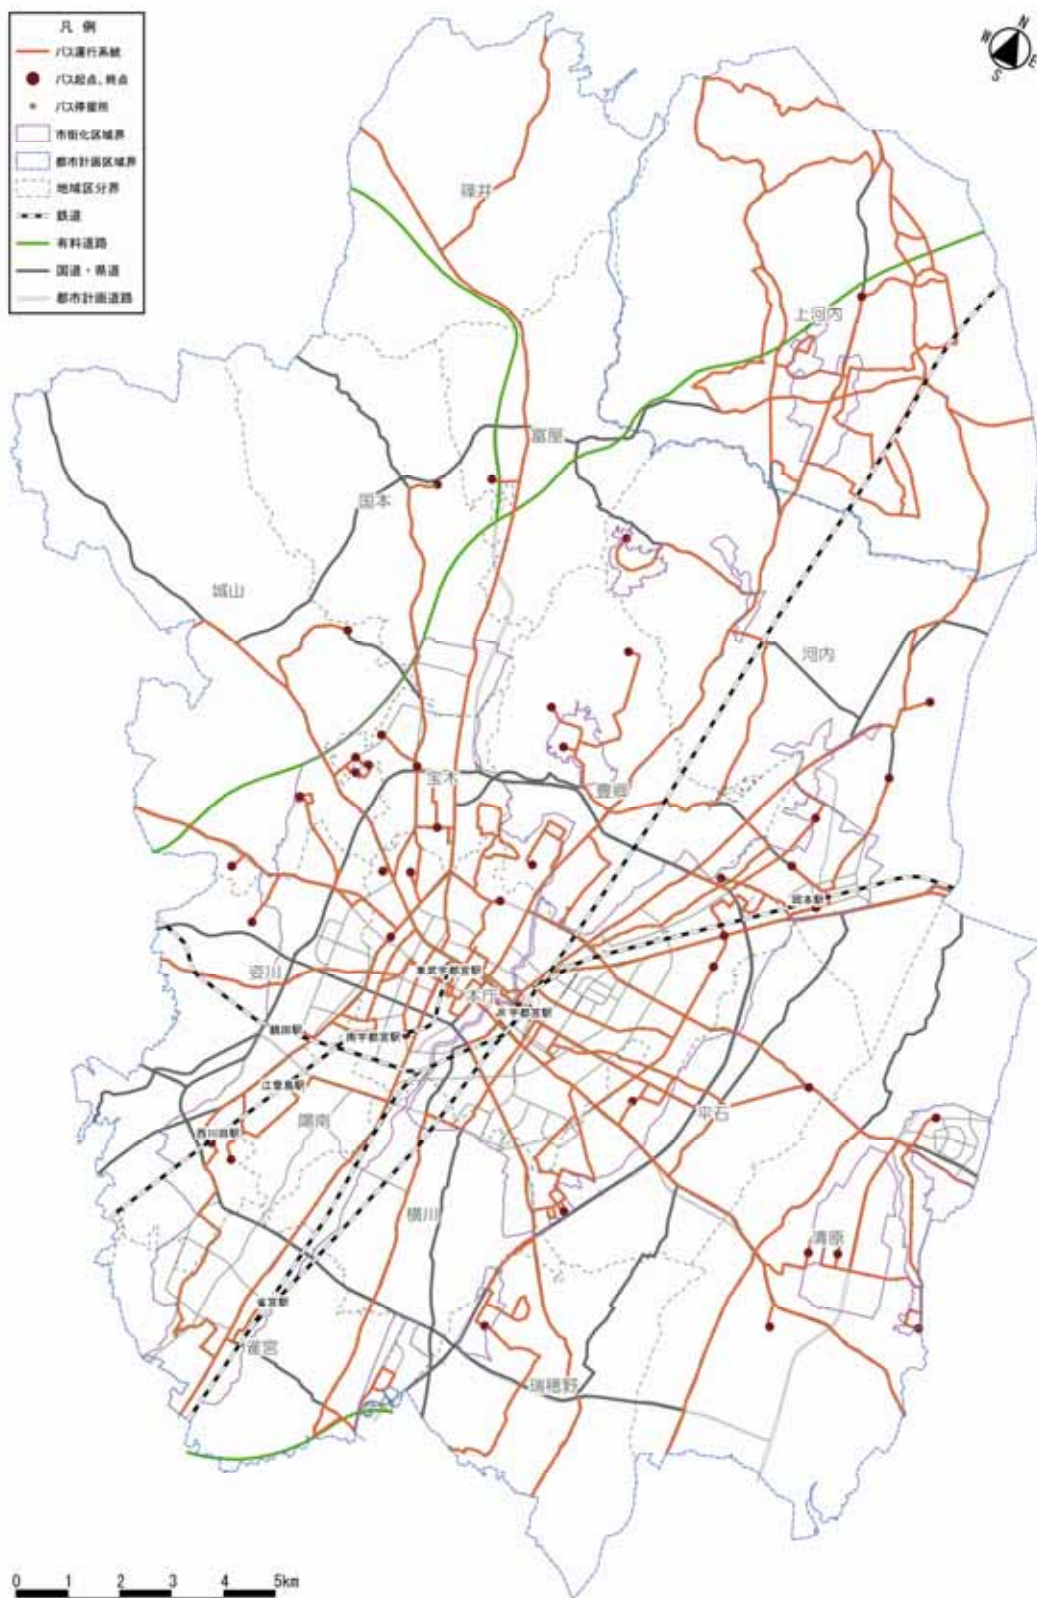 凡 例
バス運行系統
バス起点、終点
バス停留所
市街化区域界
都市計画区域界
地域区分界
鉄道
有料道路
国道・県道
都市計画道路
N
W
E
S
篠井
上河内
富屋
国本
城山
河内
宝木
豊郷
岡本駅
東武宇都宮駅
姿川
本庁
JR宇都宮駅
鶴田駅
南宇都宮駅
江曽島駅
平石
陽南
西川田駅
横川
清原
雀宮駅
雀宮
瑞穂野
0 1 2 3 4 5km